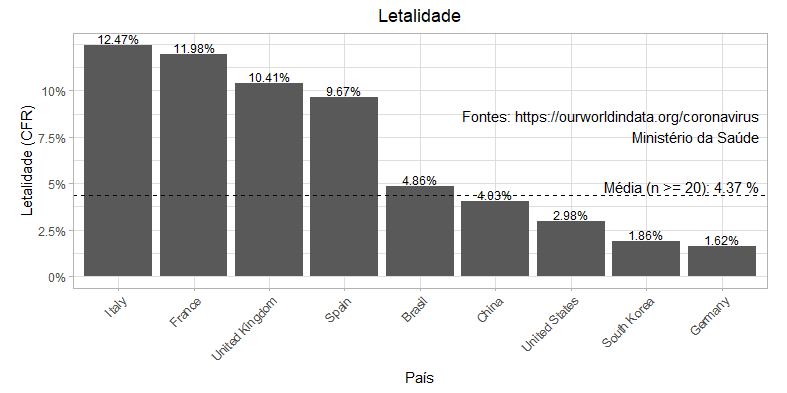 Letalidade
12.47%
11.98%
10.41%
9.67%
4.86%
4.03%
2.98%
1.86%
1.62%
Fontes: https://ourworldindata.org/coronavirus
Ministério da Saúde
Média (n >= 20): 4.37 %
Letalidade (CFR)
10%
7.5%
5%
2.5%
0%
Italy
France
United Kingdom
Spain
Brasil
China
United States
South Korea
Germany
País